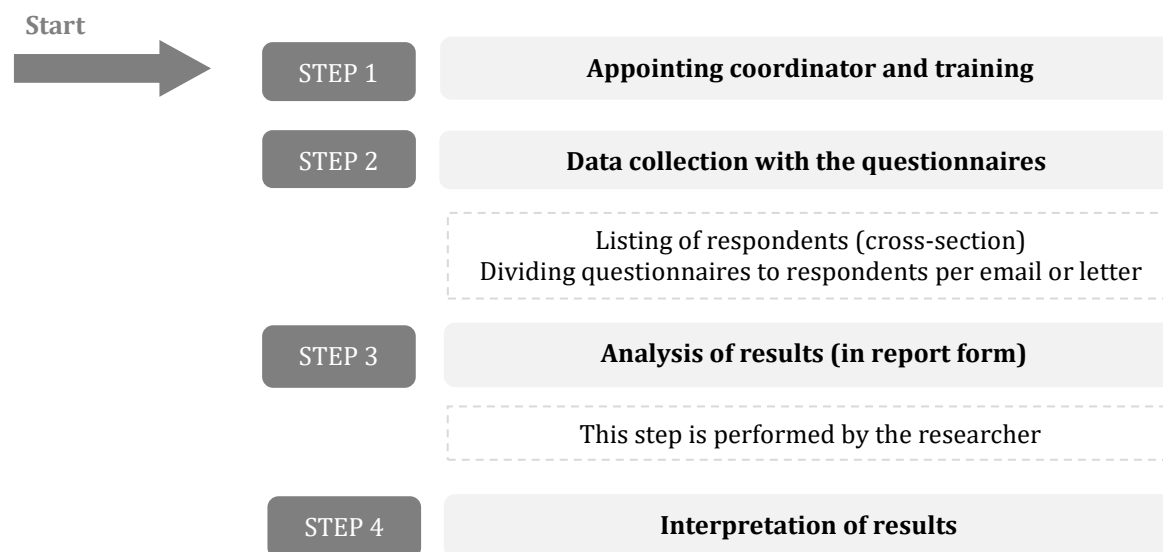 Start
STEP 1
Appointing coordinator and training
STEP 2
Data collection with the questionnaires
Listing of respondents (cross-section)
Dividing questionnaires to respondents per email or letter
STEP 3
Analysis of results (in report form)
This step is performed by the researcher
STEP 4
Interpretation of results